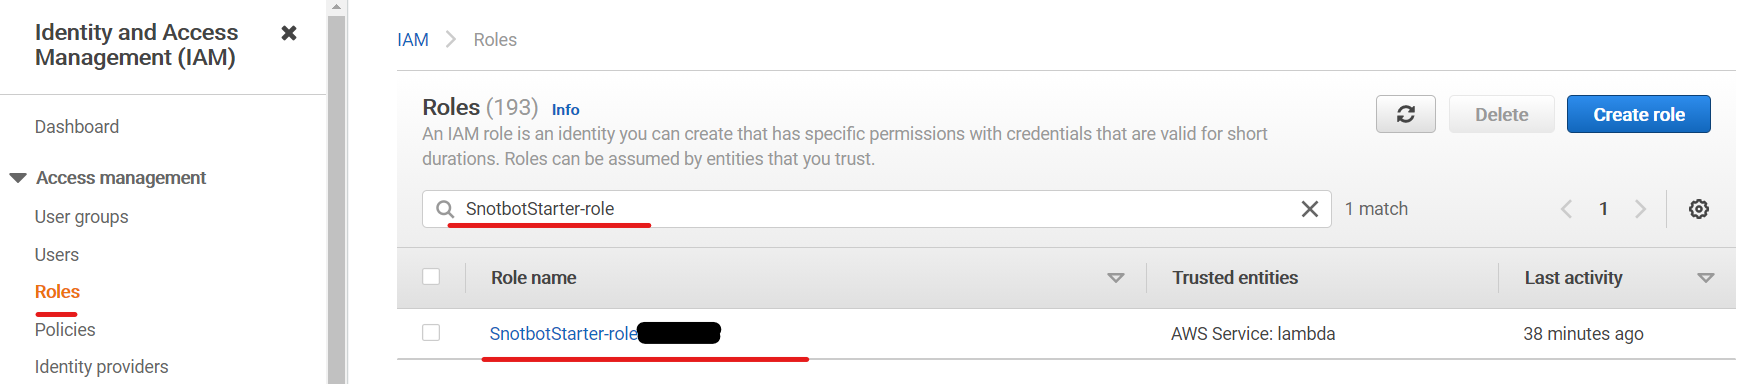 Identity and Access
Management (IAM)
Dashboard
Access management
User groups
Users
Roles
Policies
Identity providers
IAM
Roles
Roles (193) Info
An IAM role is an identity you can create that has specific permissions with credentials that are valid for short
durations. Roles can be assumed by entities that you trust.
Delete
Create role
SnotbotStarter-role
1 match
1
Role name
Trusted entities
Last activity
SnotbotStarter-role
AWS Service: lambda
38 minutes ago